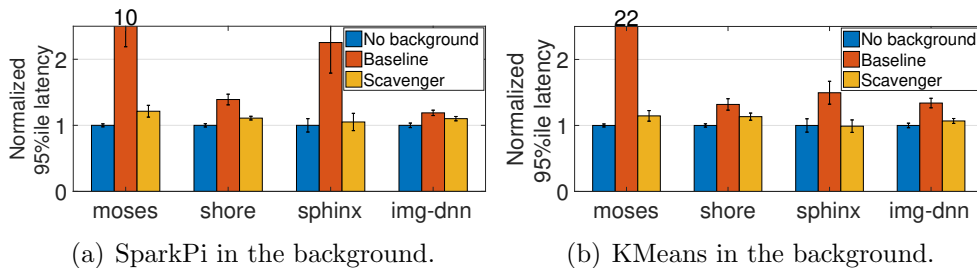 10
22
No background
Baseline
Scavenger
No background
Baseline
Scavenger
Normalized
95%ile latency
2
1
0
Normalized
95%ile latency
2
1
0
moses shore sphinx img-dnn
moses shore sphinx img-dnn
(a) SparkPi in the background.
(b) KMeans in the background.